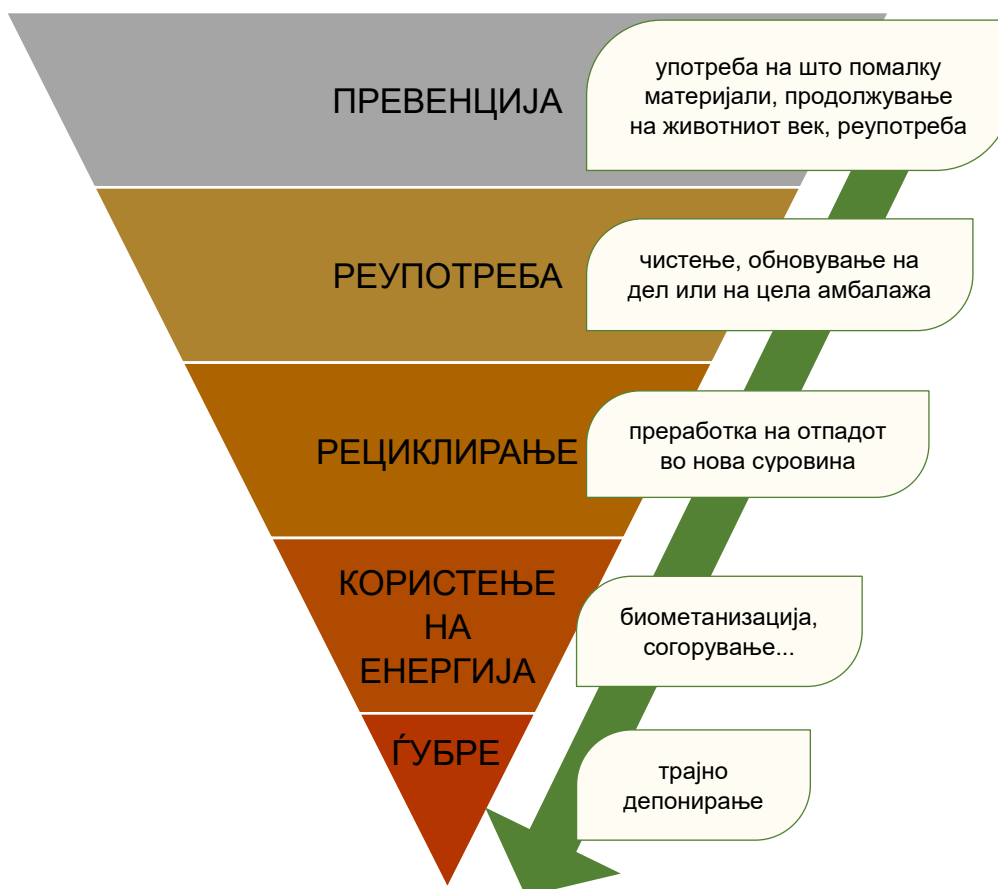 ПРЕВЕНЦИЈА
употреба на што помалку
материјали, продолжување
на животниот век, реупотреба
РЕУПОТРЕБА
чистење, обновување на
дел или на цела амбалажа
РЕЦИКЛИРАЊЕ
преработка на отпадот
во нова суровина
КОРИСТЕЊЕ
НА
ЕНЕРГИЈА
биометанизација,
согорување...
ЃУБРЕ
трајно
депонирање